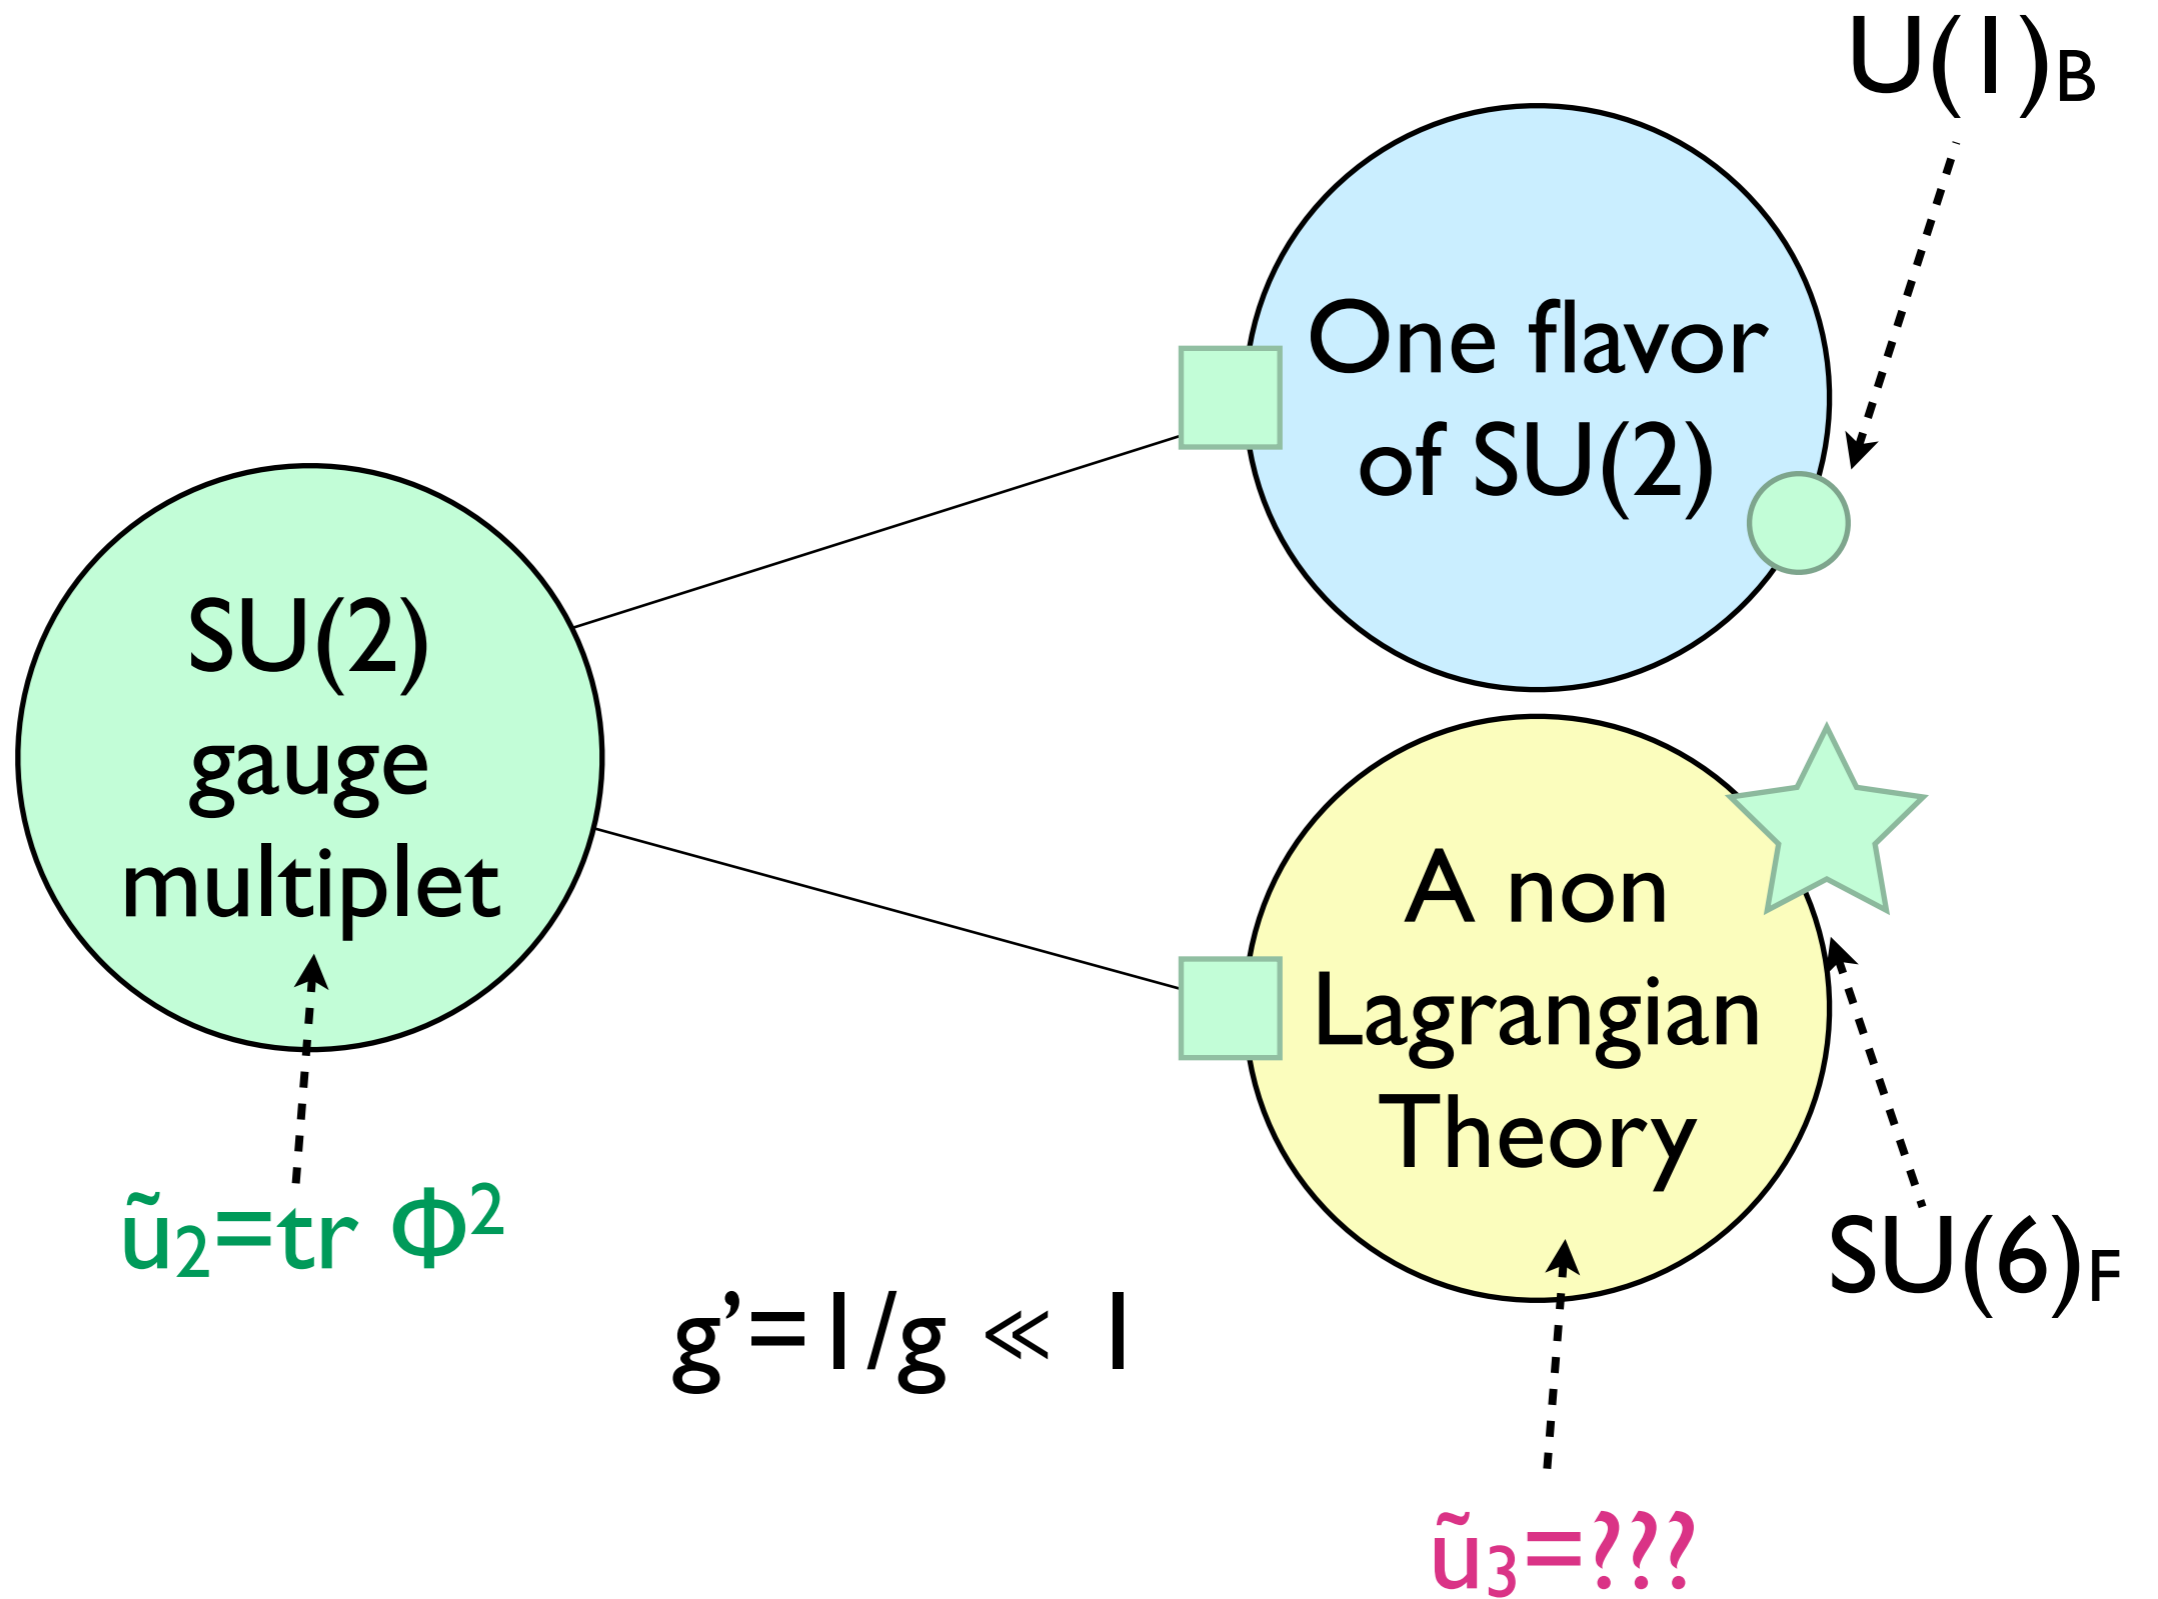 U(1)B
One flavor
of SU(2)
SU(2)
gauge
multiplet
A non
Lagrangian
Theory
ũ2=tr Φ2
SU(6)F
g’=1/g ≪ 1
ũ3=???